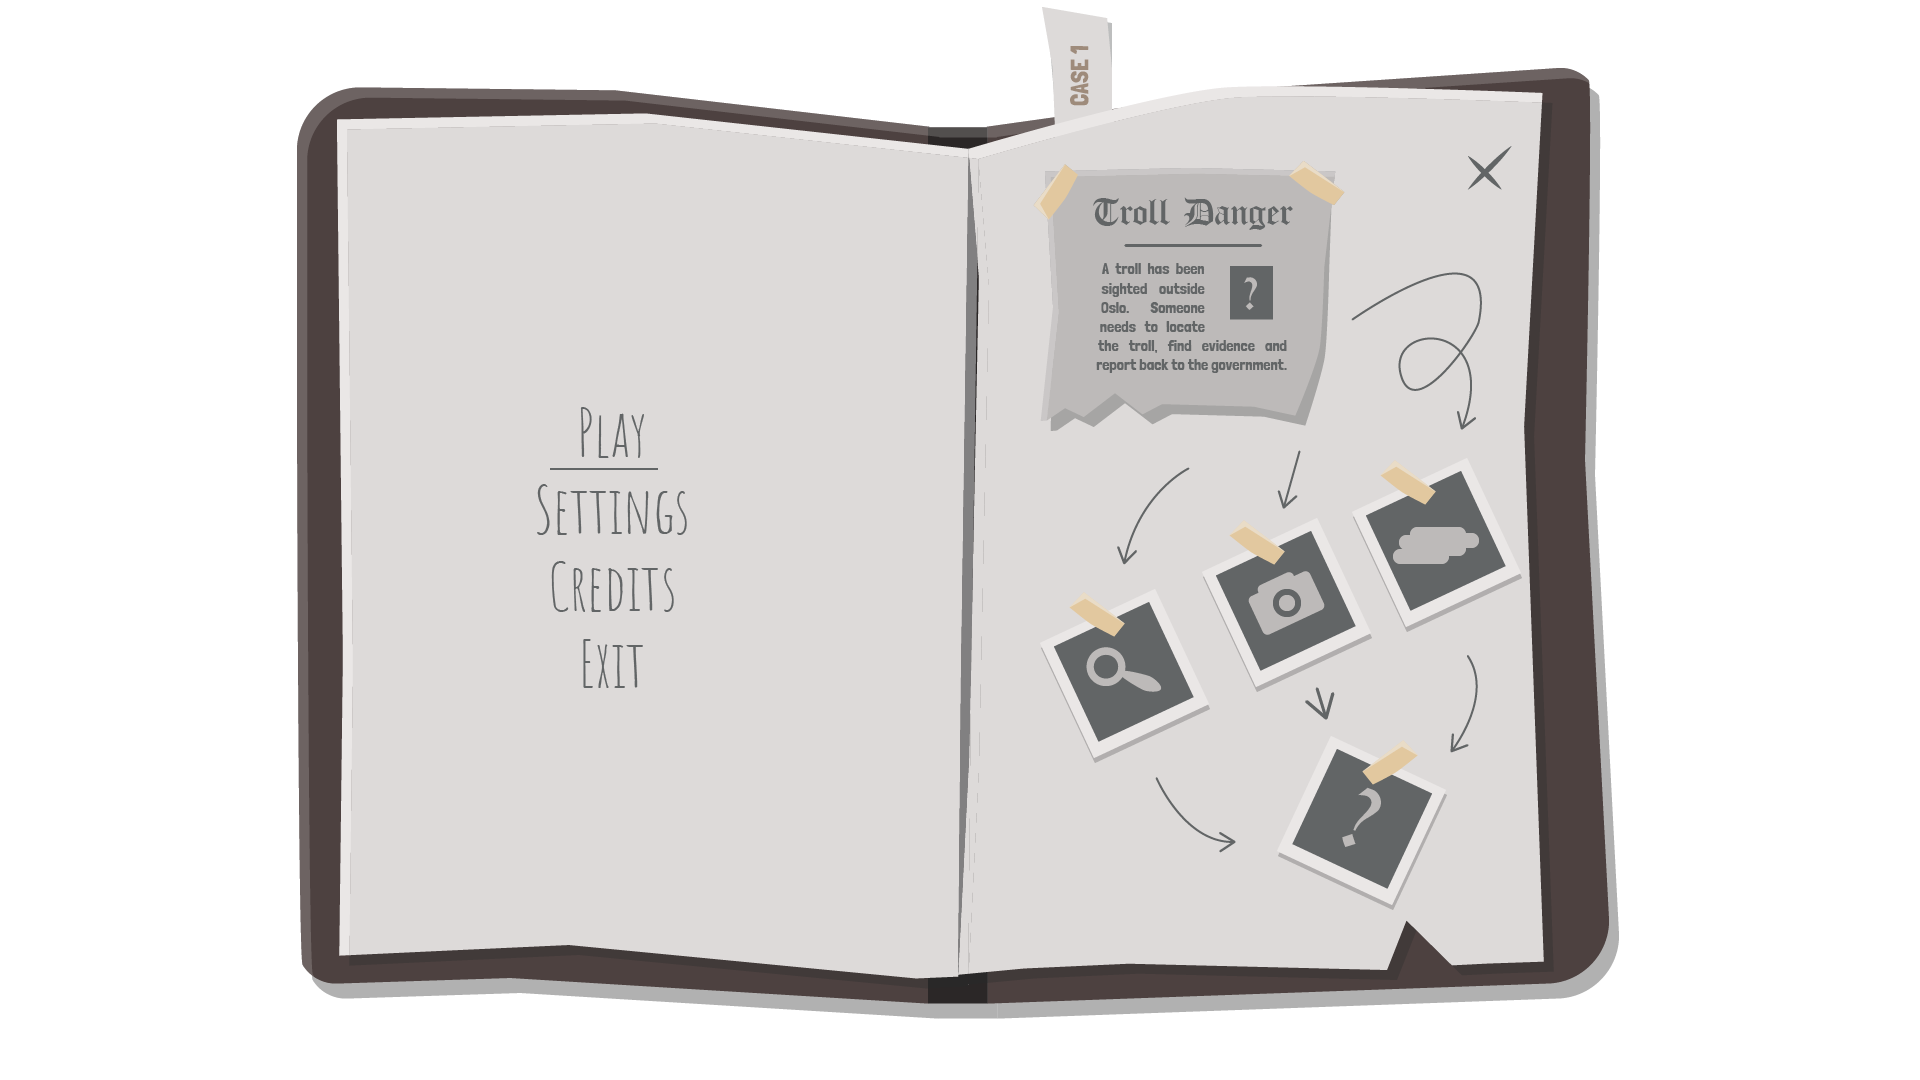 PLAY
SETTINGS
CREDITS
EXIT
CASE 1
Troll Danger
A troll has been
sighted outside
Oslo. Someone
needs to locate
the troll, find evidence and
report back to the government.
?
?